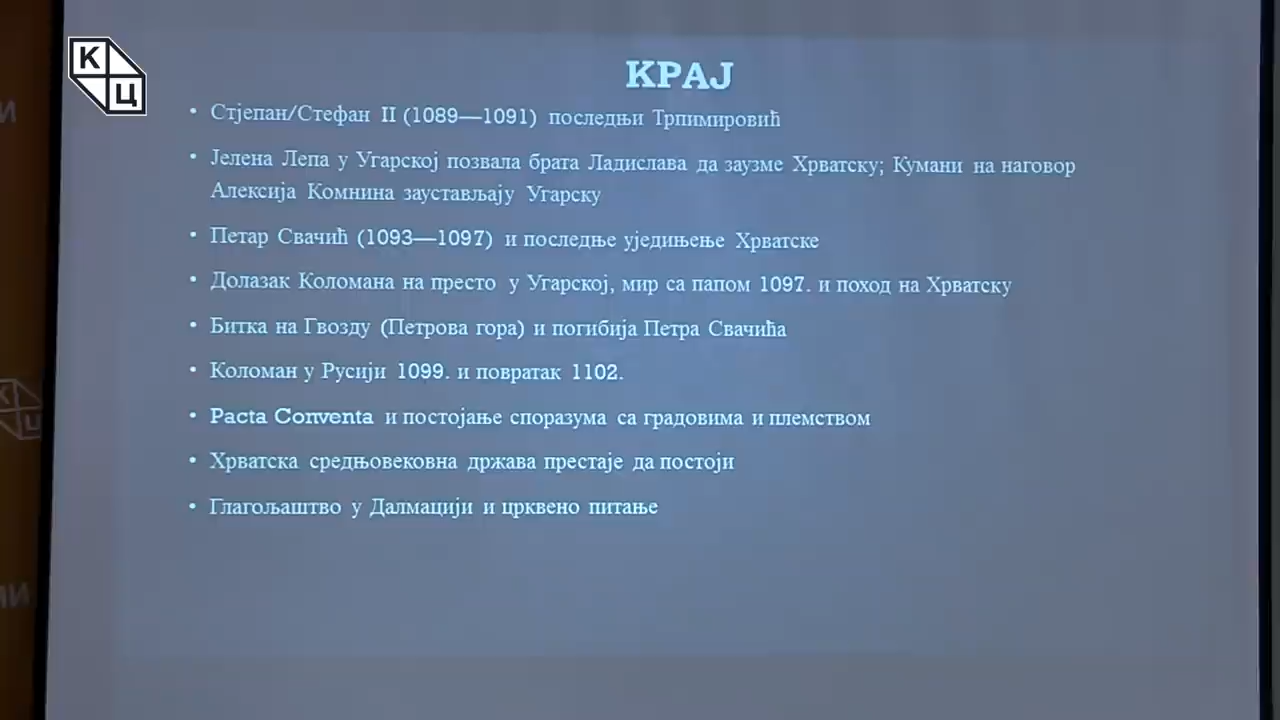 К
Ц
КРАЈ
• Стјепан/Стефан II (1089—1091) последњи Трпимировић
• Јелена Лепа у Угарској позвала брата Ладислава да заузме Хрватску; Кумани на наговор
Алексија Комнина заустављају Угарску
• Петар Свачић (1093—1097) и последње уједињење Хрватске
• Долазак Коломана на престо у Угарској, мир са папом 1097. и поход на Хрватску
• Битка на Гвозду (Петрова гора) и погибија Петра Свачића
• Коломан у Русији 1099. и повратак 1102.
• Pacta Conventa и постојање споразума са градовима и племством
• Хрватска средњовековна држава престаје да постоји
• Глагољаштво у Далмацији и црквено питање